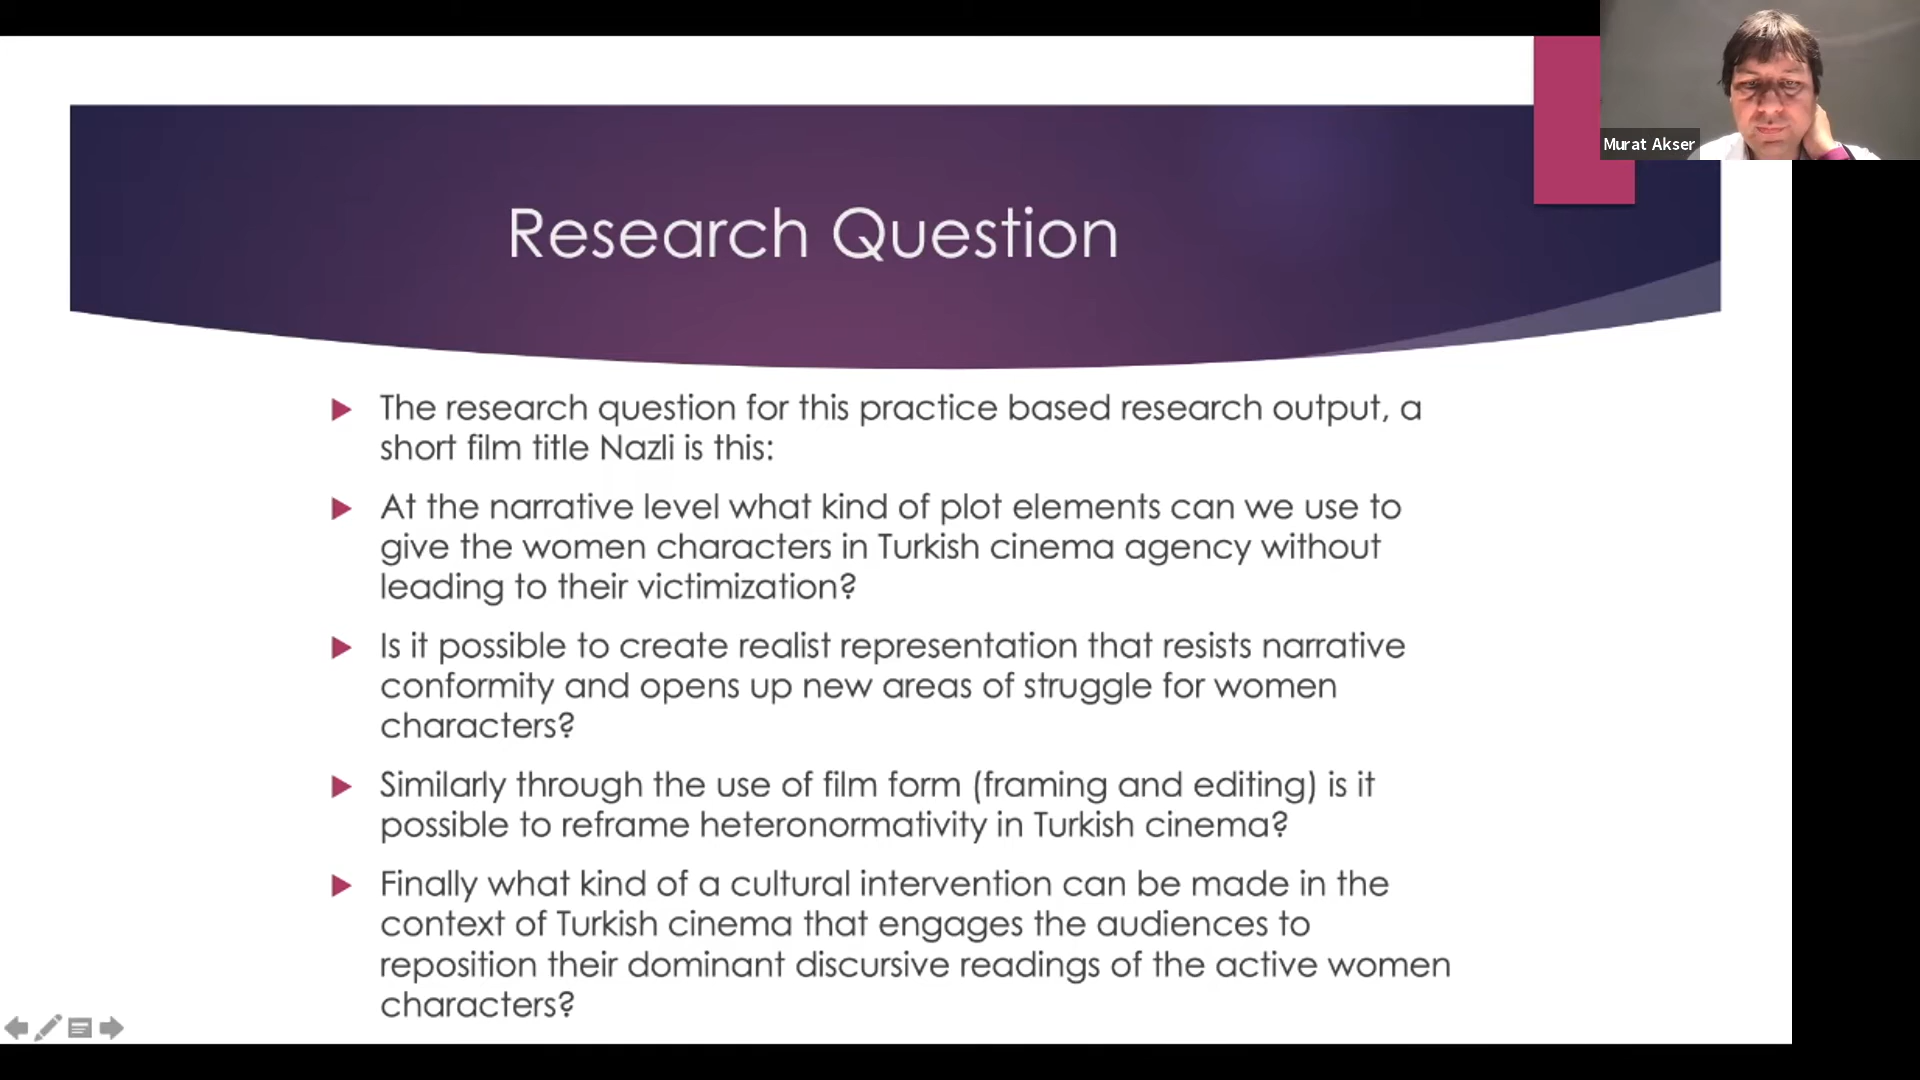 Murat Akser
Research Question
The research question for this practice based research output, a
short film title Nazli is this:
At the narrative level what kind of plot elements can we use to
give the women characters in Turkish cinema agency without
leading to their victimization?
Is it possible to create realist representation that resists narrative
conformity and opens up new areas of struggle for women
characters?
Similarly through the use of film form (framing and editing) is it
possible to reframe heteronormativity in Turkish cinema?
Finally what kind of a cultural intervention can be made in the
context of Turkish cinema that engages the audiences to
reposition their dominant discursive readings of the active women
characters?